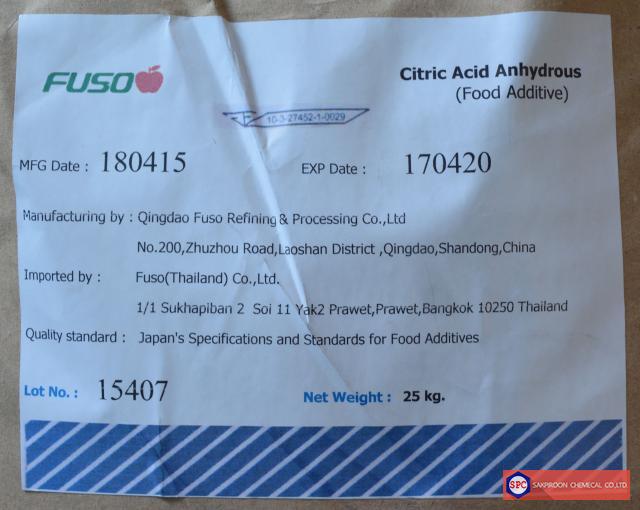 FUSO
Citric Acid Anhydrous
(Food Additive)
10-3-27452-1-0029
MFG Date : 180415 EXP Date : 170420
Manufacturing by : Qingdao Fuso Refining & Processing Co.,Ltd
No.200,Zhuzhou Road,Laoshan District ,Qingdao,Shandong,China
Imported by : Fuso(Thailand) Co.,Ltd.
1/1 Sukhapiban 2 Soi 11 Yak2 Prawet,Prawet,Bangkok 10250 Thailand
Quality standard : Japan's Specifications and Standards for Food Additives
Lot No. : 15407 Net Weight : 25 kg.
SPC SAKPIROON CHEMECAL CO.,LTD